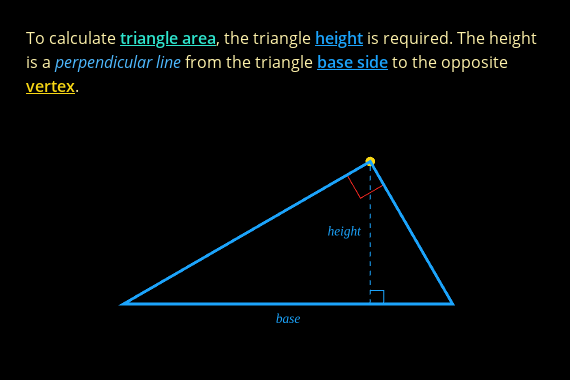 To calculate triangle area, the triangle height is required. The height
is a perpendicular line from the triangle base side to the opposite
vertex.
height
base